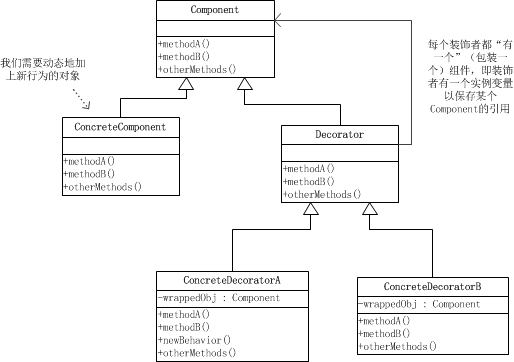 Component
+methodA()
+methodB()
+otherMethods()
我们需要动态地加
上新行为的对象
每个装饰者都“有
一个”（包装一
个）组件，即装饰
者有一个实例变量
以保存某个
Component的引用
ConcreteComponent
+methodA()
+methodB()
+otherMethods()
Decorator
+methodA()
+methodB()
+otherMethods()
ConcreteDecoratorA
-wrappedObj : Component
+methodA()
+methodB()
+newBehavior()
+otherMethods()
ConcreteDecoratorB
-wrappedObj : Component
+methodA()
+methodB()
+otherMethods()